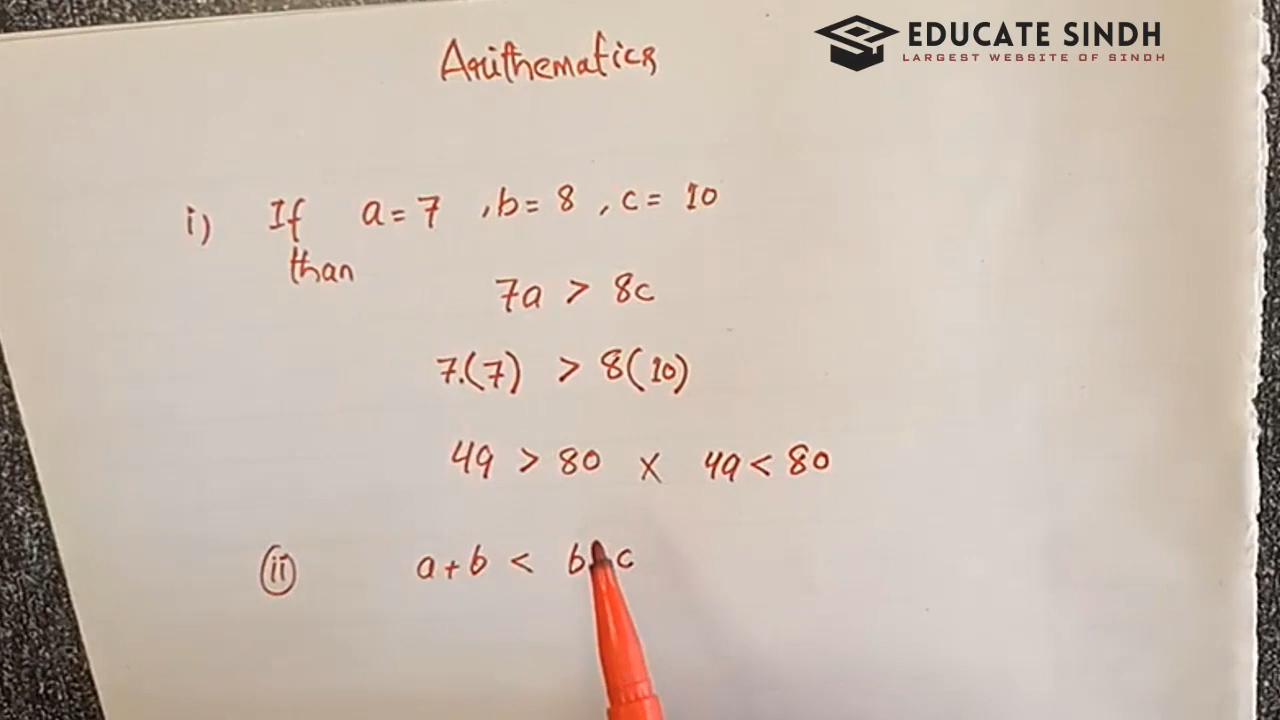 EDUCATE SINDH
LARGEST WEBSITE OF SINDH
Arithematics
i) If a=7 , b=8 , c=10
than
7a > 8c
7.(7) > 8(10)
49 > 80 x 49 < 80
(ii) a+b < b c